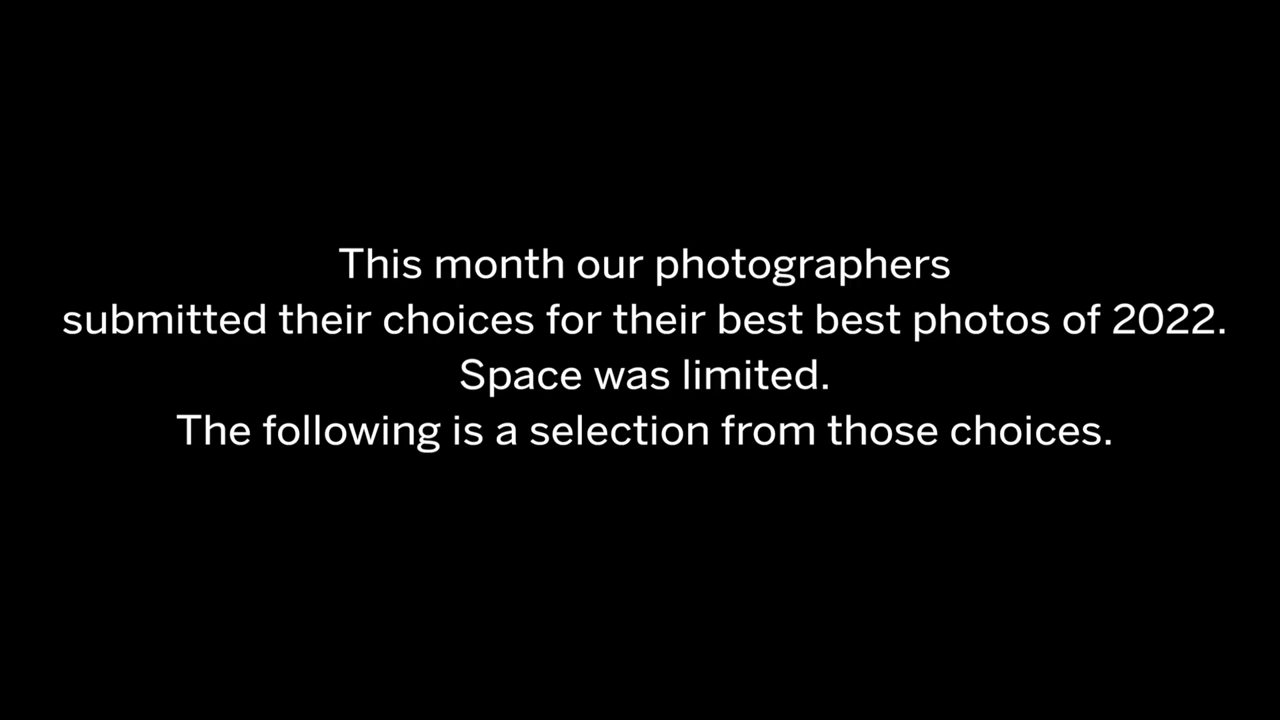 This month our photographers
submitted their choices for their best best photos of 2022.
Space was limited.
The following is a selection from those choices.